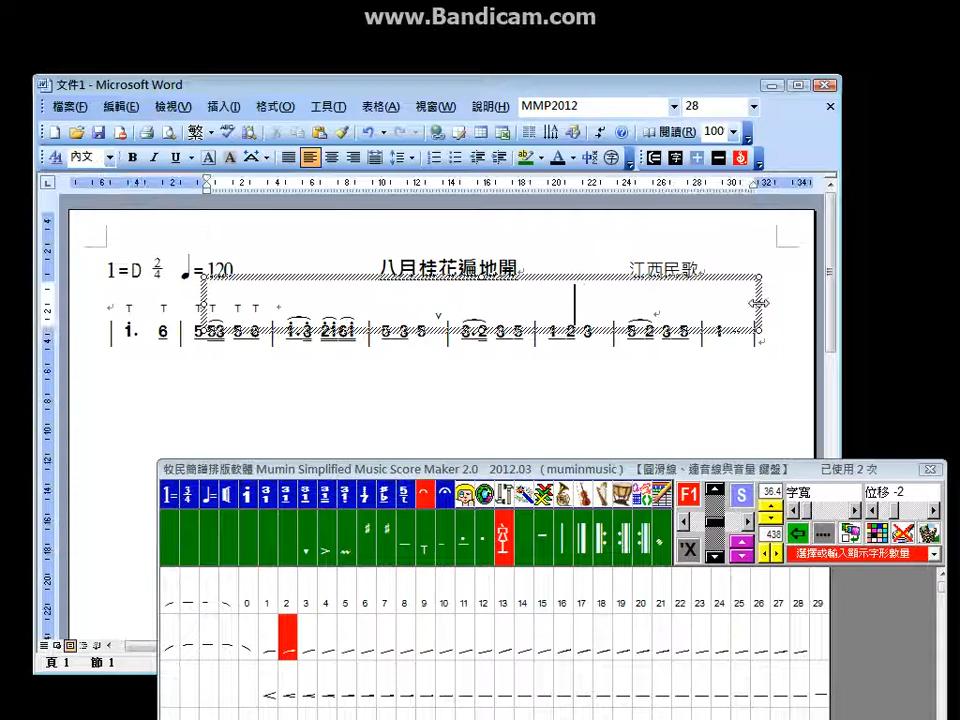 www.Bandicam.com
文件1 - Microsoft Word
檔案(F) 編輯(E) 檢視(V) 插入(I) 格式(O) 工具(T) 表格(A) 視窗(W) 說明(H) MMP2012 28
繁 閱讀(R) 100
內文 B I U A A
1=D 2/4 ♩=120 八月桂花遍地開 江西民歌
T T T T T T
頁 1 節 1
牧民簡譜排版軟體 Mumin Simplified Music Score Maker 2.0 2012.03 ( muminmusic ) 【圓滑線、連音線與音量 鍵盤】 已使用 2 次
F1 S 36.4 字寬 位移 -2
'X 438
選擇或輸入顯示字形數量
0 1 2 3 4 5 6 7 8 9 10 11 12 13 14 15 16 17 18 19 20 21 22 23 24 25 26 27 28 29